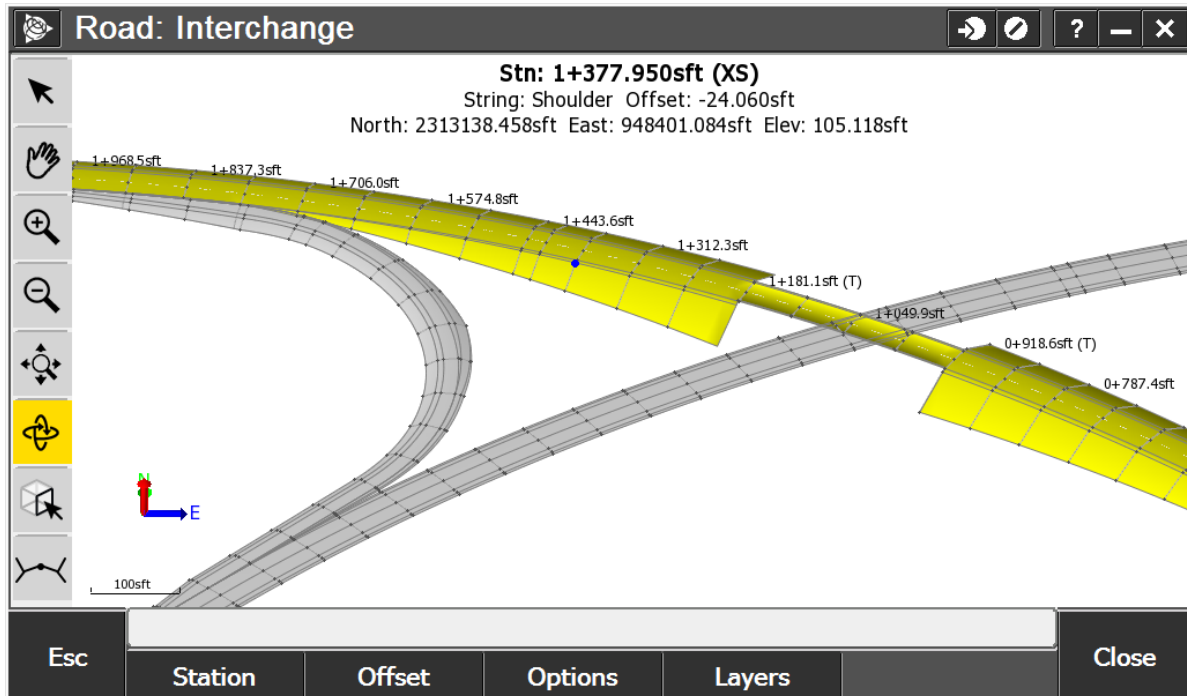 Road: Interchange
?
Stn: 1+377.950sft (XS)
String: Shoulder Offset: -24.060sft
North: 2313138.458sft East: 948401.084sft Elev: 105.118sft
1+968.5sft
1+837.3sft
1+706.0sft
1+574.8sft
1+443.6sft
1+312.3sft
1+181.1sft (T)
1+049.9sft
0+918.6sft (T)
0+787.4sft
N
E
100sft
Esc
Station
Offset
Options
Layers
Close